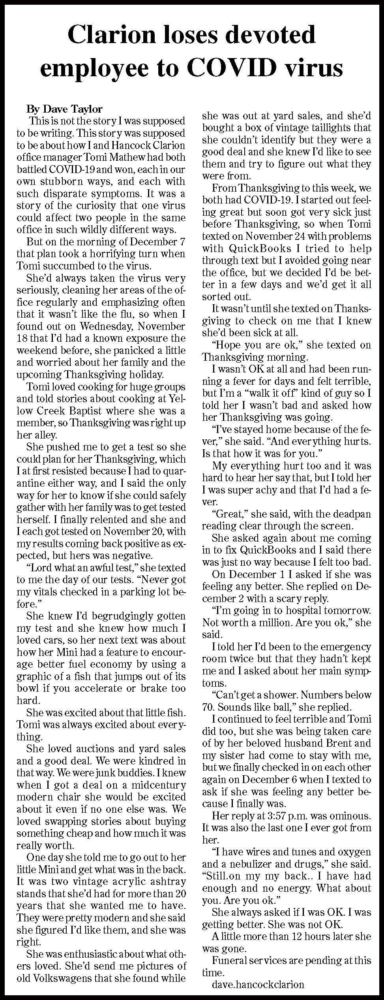 Clarion loses devoted
employee to COVID virus
By Dave Taylor
This is not the story I was supposed
to be writing. This story was supposed
to be about how I and Hancock Clarion
office manager Tomi Mathew had both
battled COVID-19 and won, each in our
own stubborn ways, and each with
such disparate symptoms. It was a
story of the curiosity that one virus
could affect two people in the same
office in such wildly different ways.
But on the morning of December 7
that plan took a horrifying turn when
Tomi succumbed to the virus.
She’d always taken the virus very
seriously, cleaning her areas of the of-
fice regularly and emphasizing often
that it wasn’t like the flu, so when I
found out on Wednesday, November
18 that I’d had a known exposure the
weekend before, she panicked a little
and worried about her family and the
upcoming Thanksgiving holiday.
Tomi loved cooking for huge groups
and told stories about cooking at Yel-
low Creek Baptist where she was a
member, so Thanksgiving was right up
her alley.
She pushed me to get a test so she
could plan for her Thanksgiving, which
I at first resisted because I had to quar-
antine either way, and I said the only
way for her to know if she could safely
gather with her family was to get tested
herself. I finally relented and she and
I each got tested on November 20, with
my results coming back positive as ex-
pected, but hers was negative.
“Lord what an awful test,” she texted
to me the day of our tests. “Never got
my vitals checked in a parking lot be-
fore.”
She knew I’d begrudgingly gotten
my test and she knew how much I
loved cars, so her next text was about
how her Mini had a feature to encour-
age better fuel economy by using a
graphic of a fish that jumps out of its
bowl if you accelerate or brake too
hard.
She was excited about that little fish.
Tomi was always excited about every-
thing.
She loved auctions and yard sales
and a good deal. We were kindred in
that way. We were junk buddies. I knew
when I got a deal on a midcentury
modern chair she would be excited
about it even if no one else was. We
loved swapping stories about buying
something cheap and how much it was
really worth.
One day she told me to go out to her
little Mini and get what was in the back.
It was two vintage acrylic ashtray
stands that she’d had for more than 20
years that she wanted me to have.
They were pretty modern and she said
she figured I’d like them, and she was
right.
She was enthusiastic about what oth-
ers loved. She’d send me pictures of
old Volkswagens that she found while
she was out at yard sales, and she’d
bought a box of vintage taillights that
she couldn’t identify but they were a
good deal and she knew I’d like to see
them and try to figure out what they
were from.
From Thanksgiving to this week, we
both had COVID-19. I started out feel-
ing great but soon got very sick just
before Thanksgiving, so when Tomi
texted on November 24 with problems
with QuickBooks I tried to help
through text but I avoided going near
the office, but we decided I’d be bet-
ter in a few days and we’d get it all
sorted out.
It wasn’t until she texted on Thanks-
giving to check on me that I knew
she’d been sick at all.
“Hope you are ok,” she texted on
Thanksgiving morning.
I wasn’t OK at all and had been run-
ning a fever for days and felt terrible,
but I’m a “walk it off” kind of guy so I
told her I wasn’t bad and asked how
her Thanksgiving was going.
“I’ve stayed home because of the fe-
ver,” she said. “And everything hurts.
Is that how it was for you.”
My everything hurt too and it was
hard to hear her say that, but I told her
I was super achy and that I’d had a fe-
ver.
“Great,” she said, with the deadpan
reading clear through the screen.
She asked again about me coming
in to fix QuickBooks and I said there
was just no way because I felt too bad.
On December 1 I asked if she was
feeling any better. She replied on De-
cember 2 with a scary reply.
“I’m going in to hospital tomorrow.
Not worth a million. Are you ok,” she
said.
I told her I’d been to the emergency
room twice but that they hadn’t kept
me and I asked about her main symp-
toms.
“Can’t get a shower. Numbers below
70. Sounds like ball,” she replied.
I continued to feel terrible and Tomi
did too, but she was being taken care
of by her beloved husband Brent and
my sister had come to stay with me,
but we finally checked in on each other
again on December 6 when I texted to
ask if she was feeling any better be-
cause I finally was.
Her reply at 3:57 p.m. was ominous.
It was also the last one I ever got from
her.
“I have wires and tunes and oxygen
and a nebulizer and drugs,” she said.
“Still.on my my back.. I have had
enough and no energy. What about
you. Are you ok.”
She always asked if I was OK. I was
getting better. She was not OK.
A little more than 12 hours later she
was gone.
Funeral services are pending at this
time.
dave.hancockclarion